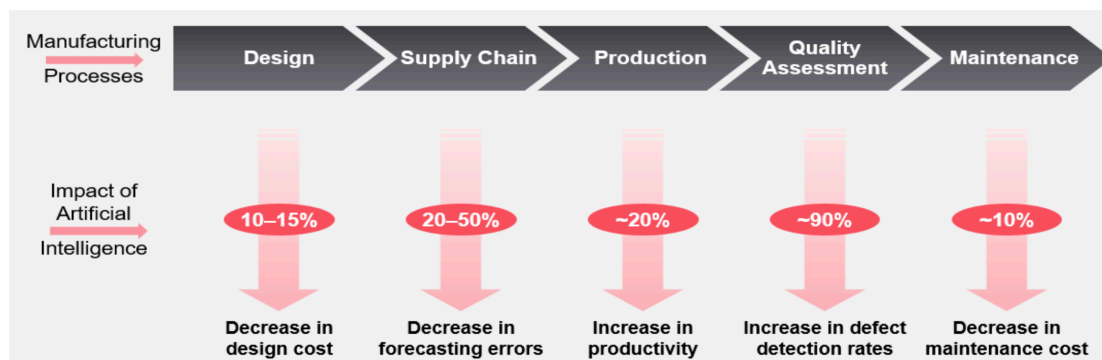 Manufacturing
Processes
Design
Supply Chain
Production
Quality
Assessment
Maintenance
Impact of
Artificial
Intelligence
10–15%
20–50%
~20%
~90%
~10%
Decrease in
design cost
Decrease in
forecasting errors
Increase in
productivity
Increase in defect
detection rates
Decrease in
maintenance cost